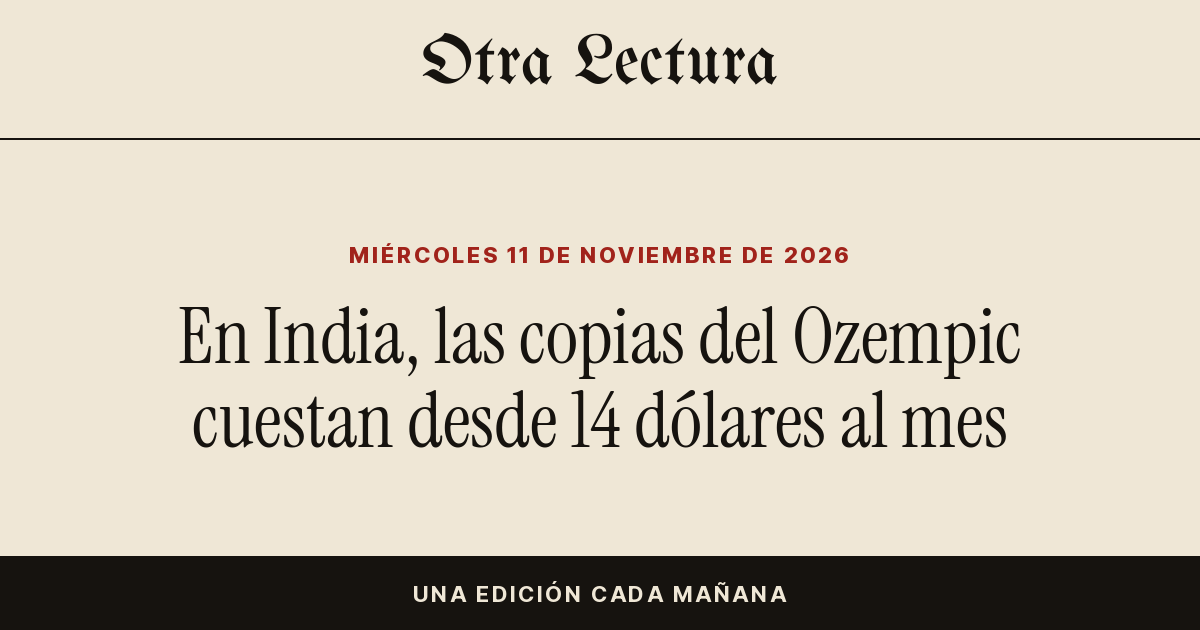 Otra Lectura
MIÉRCOLES 11 DE NOVIEMBRE DE 2026
En India, las copias del Ozempic
cuestan desde 14 dólares al mes
UNA EDICIÓN CADA MAÑANA